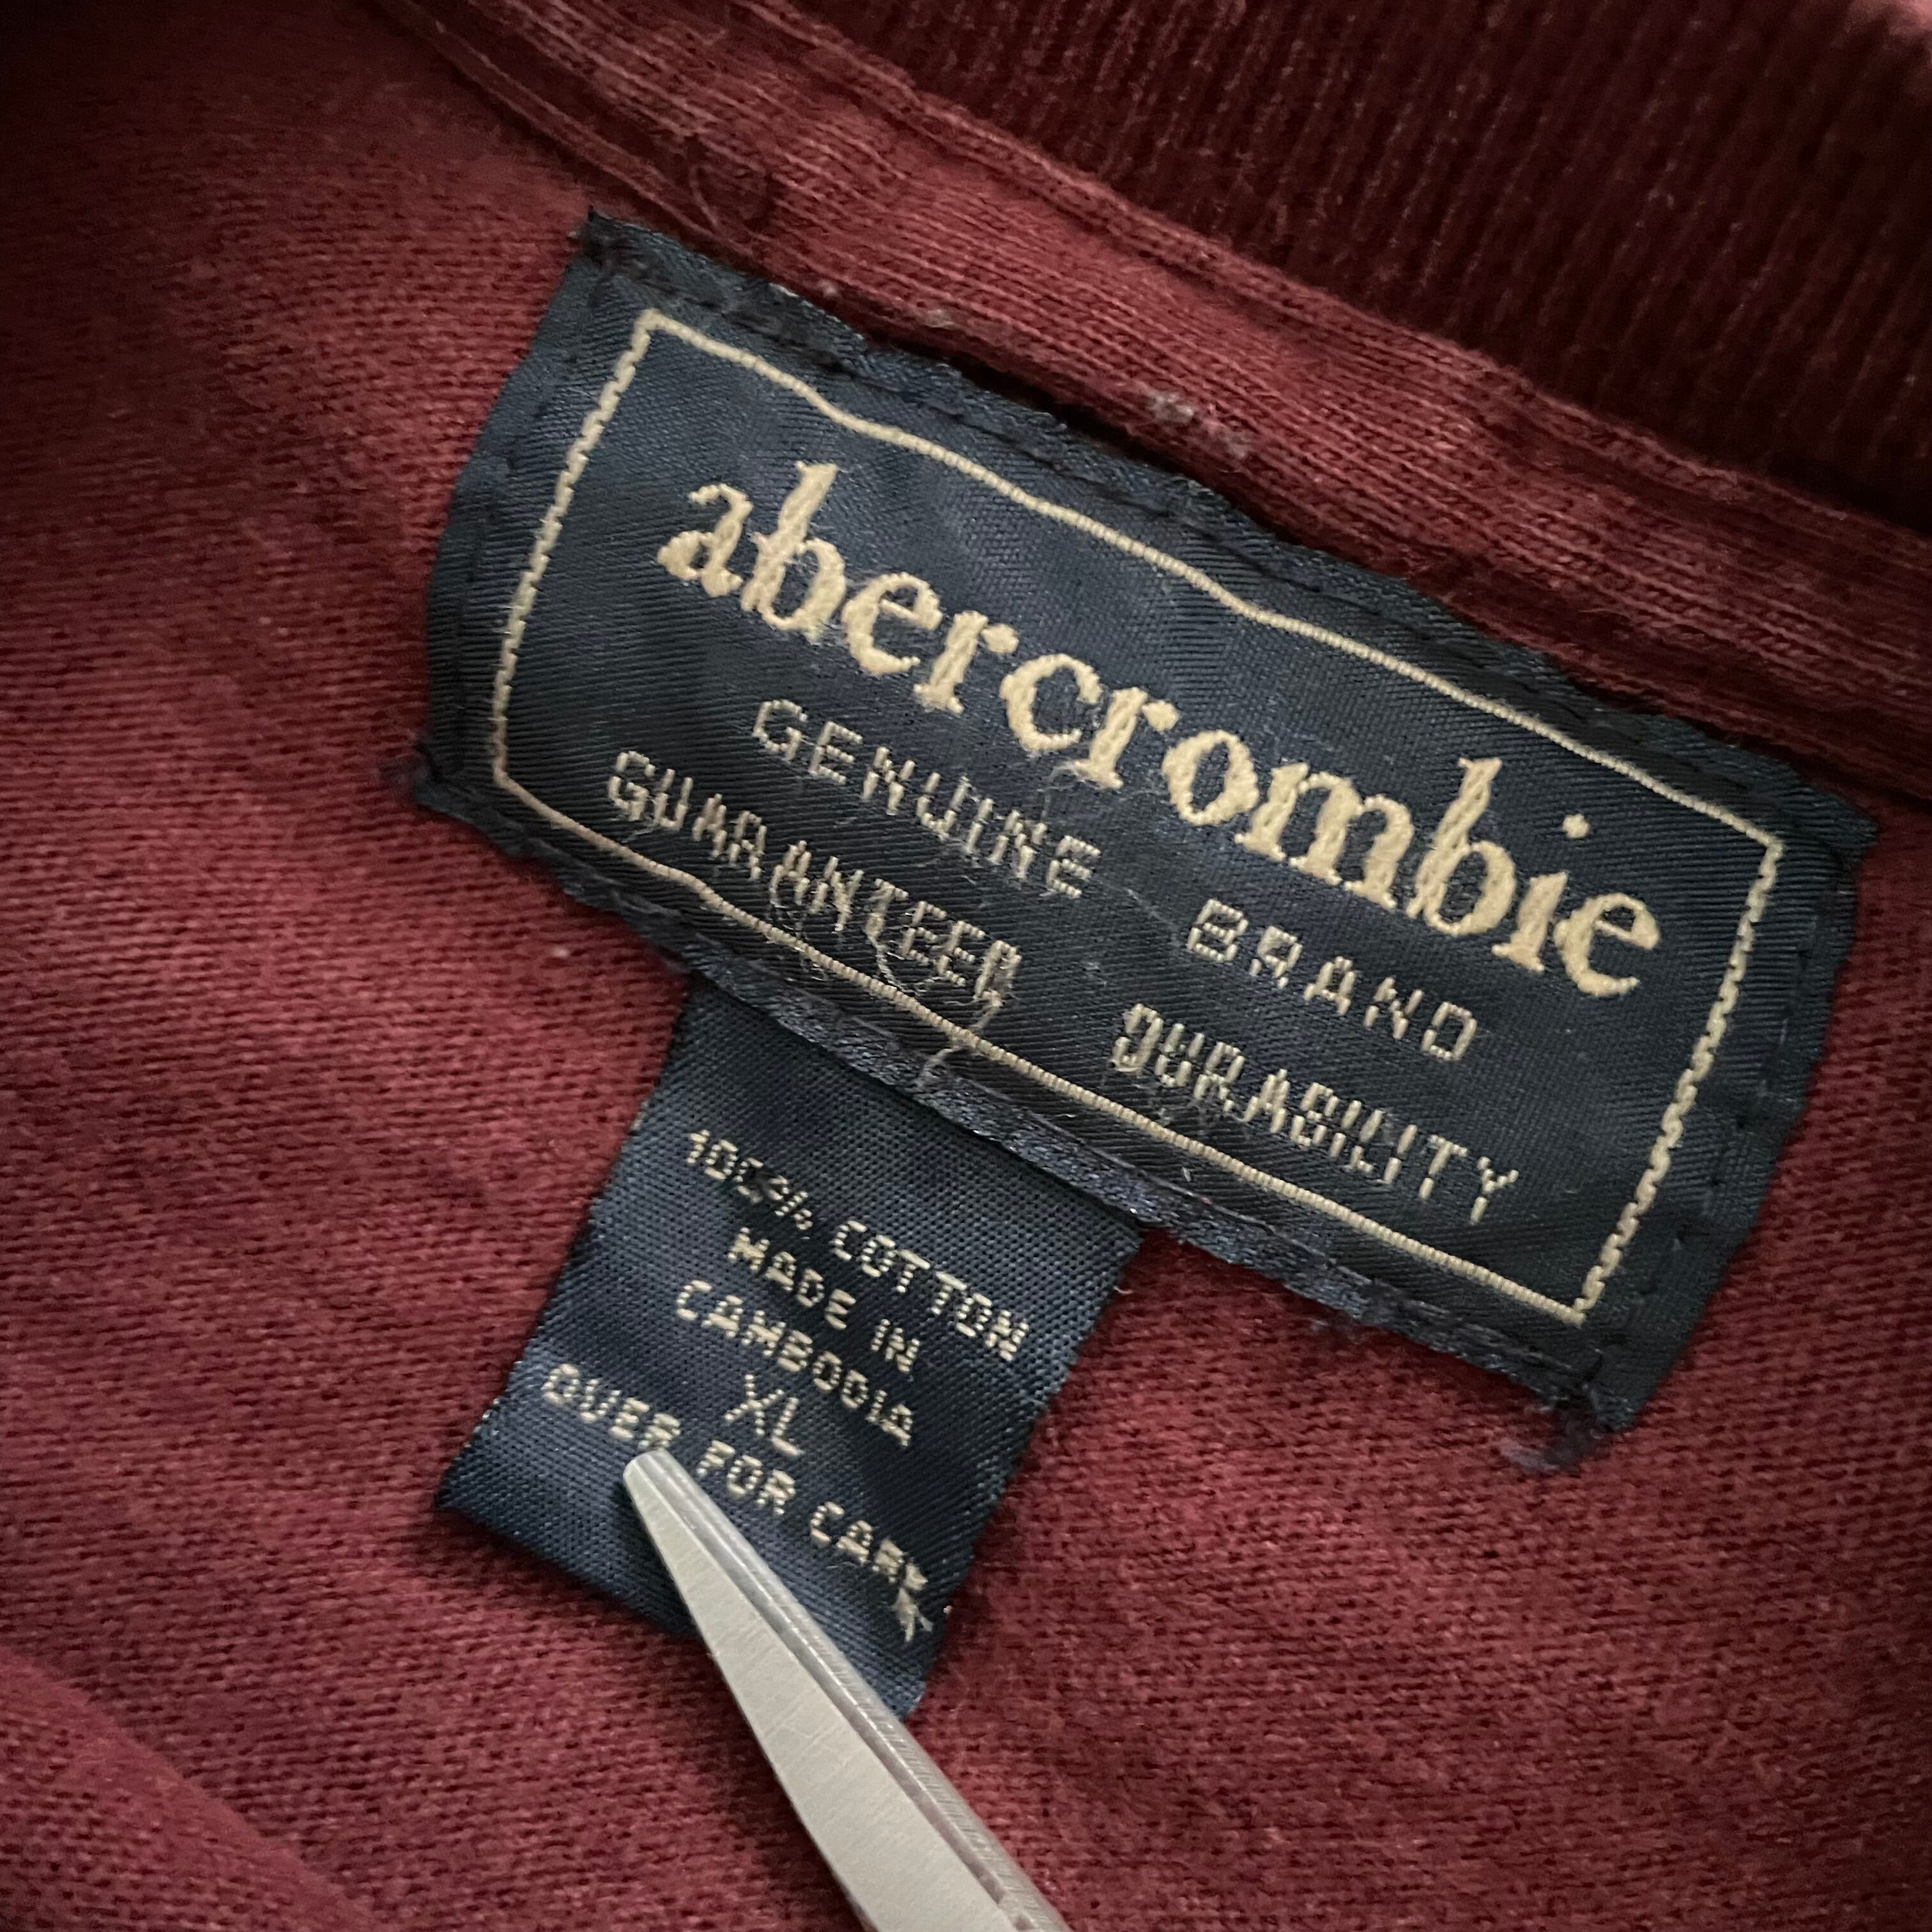 abercrombie
GENUINE BRAND
GUARANTEED DURABILITY
100% COTTON
MADE IN
CAMBODIA
XL
OVER FOR CARE